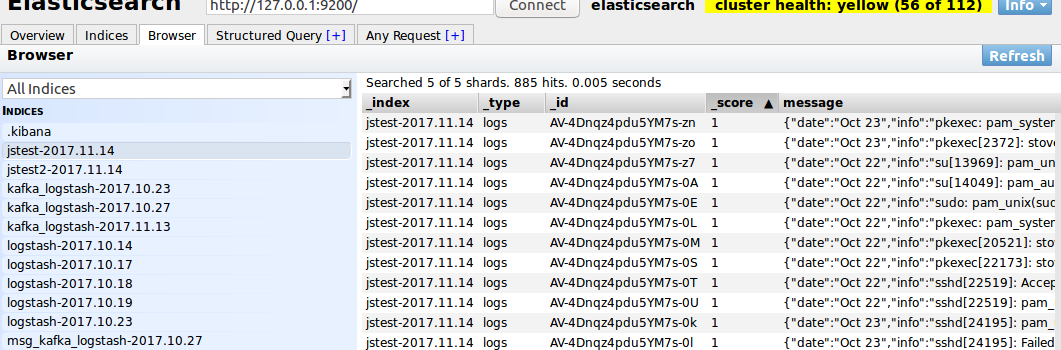 Elasticsearch http://127.0.0.1:9200/ Connect elasticsearch cluster health: yellow (56 of 112) Info
Overview Indices Browser Structured Query [+] Any Request [+]
Browser Refresh
All Indices
Searched 5 of 5 shards. 885 hits. 0.005 seconds
INDICES
.kibana
jstest-2017.11.14
jstest2-2017.11.14
kafka_logstash-2017.10.23
kafka_logstash-2017.10.27
kafka_logstash-2017.11.13
logstash-2017.10.14
logstash-2017.10.17
logstash-2017.10.18
logstash-2017.10.19
logstash-2017.10.23
msg_kafka_logstash-2017.10.27
_index _type _id _score ▲ message
jstest-2017.11.14 logs AV-4Dnqz4pdu5YM7s-zn 1 {"date":"Oct 23","info":"pkexec: pam_system
jstest-2017.11.14 logs AV-4Dnqz4pdu5YM7s-zo 1 {"date":"Oct 23","info":"pkexec[2372]: stov
jstest-2017.11.14 logs AV-4Dnqz4pdu5YM7s-z7 1 {"date":"Oct 22","info":"su[13969]: pam_un
jstest-2017.11.14 logs AV-4Dnqz4pdu5YM7s-0A 1 {"date":"Oct 22","info":"su[14049]: pam_au
jstest-2017.11.14 logs AV-4Dnqz4pdu5YM7s-0E 1 {"date":"Oct 22","info":"sudo: pam_unix(sud
jstest-2017.11.14 logs AV-4Dnqz4pdu5YM7s-0L 1 {"date":"Oct 22","info":"pkexec: pam_system
jstest-2017.11.14 logs AV-4Dnqz4pdu5YM7s-0M 1 {"date":"Oct 22","info":"pkexec[20521]: sto
jstest-2017.11.14 logs AV-4Dnqz4pdu5YM7s-0S 1 {"date":"Oct 22","info":"pkexec[22173]: sto
jstest-2017.11.14 logs AV-4Dnqz4pdu5YM7s-0T 1 {"date":"Oct 22","info":"sshd[22519]: Accep
jstest-2017.11.14 logs AV-4Dnqz4pdu5YM7s-0U 1 {"date":"Oct 22","info":"sshd[22519]: pam_
jstest-2017.11.14 logs AV-4Dnqz4pdu5YM7s-0k 1 {"date":"Oct 23","info":"sshd[24195]: pam_
jstest-2017.11.14 logs AV-4Dnqz4pdu5YM7s-0l 1 {"date":"Oct 23","info":"sshd[24195]: Failed